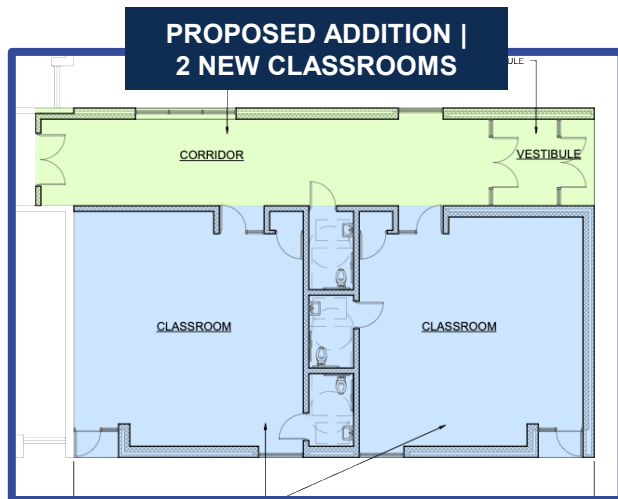 PROPOSED ADDITION |
2 NEW CLASSROOMS
CORRIDOR
VESTIBULE
CLASSROOM
CLASSROOM